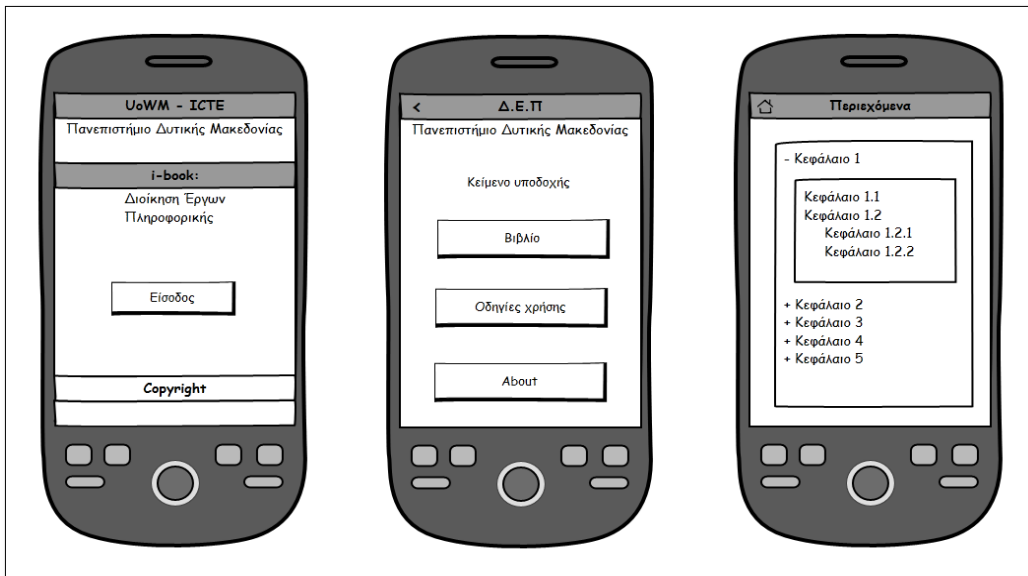 UoWM - ICTE
Πανεπιστήμιο Δυτικής Μακεδονίας
i-book:
Διοίκηση Έργων
Πληροφορικής
Είσοδος
Copyright
< Δ.Ε.Π
Πανεπιστήμιο Δυτικής Μακεδονίας
Κείμενο υποδοχής
Βιβλίο
Οδηγίες χρήσης
About
Περιεχόμενα
- Κεφάλαιο 1
Κεφάλαιο 1.1
Κεφάλαιο 1.2
Κεφάλαιο 1.2.1
Κεφάλαιο 1.2.2
+ Κεφάλαιο 2
+ Κεφάλαιο 3
+ Κεφάλαιο 4
+ Κεφάλαιο 5